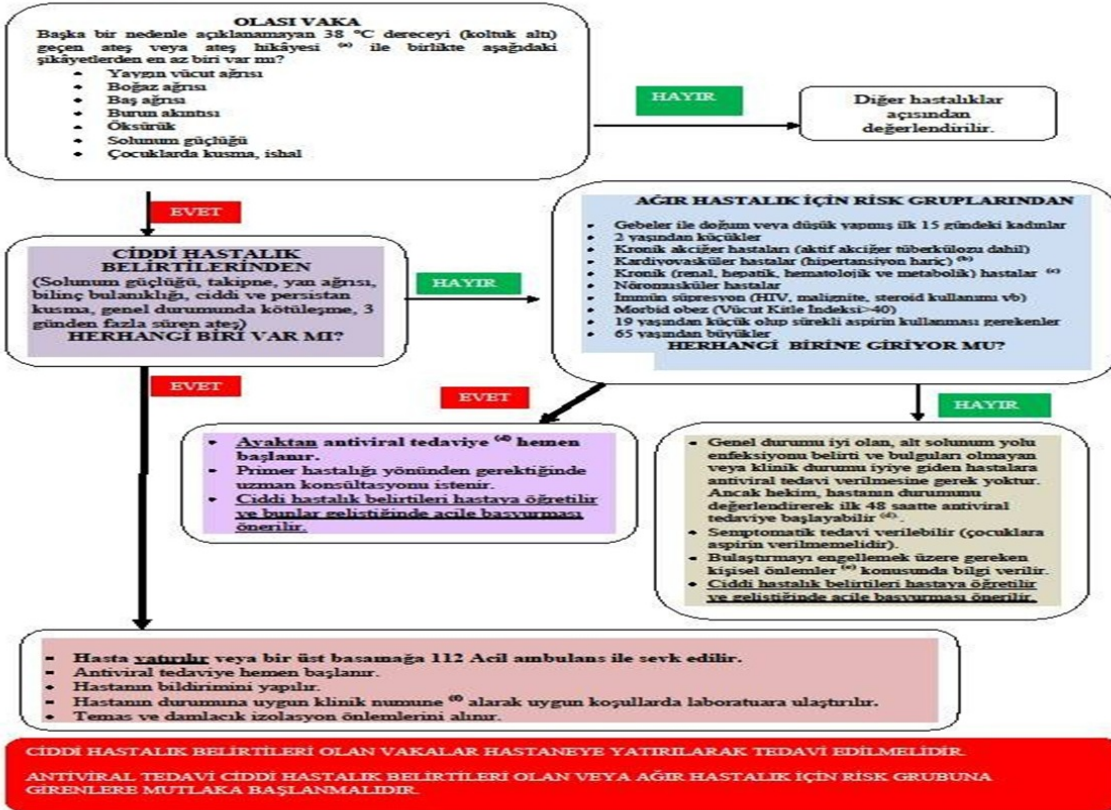 OLASI VAKA
Başka bir nedenle açıklanamayan 38 °C dereceyi (koltuk altı)
geçen ateş veya ateş hikâyesi (a) ile birlikte aşağıdaki
şikâyetlerden en az biri var mı?
• Yaygın vücut ağrısı
• Boğaz ağrısı
• Baş ağrısı
• Burun akıntısı
• Öksürük
• Solunum güçlüğü
• Çocuklarda kusma, ishal
HAYIR
Diğer hastalıklar
açısından
değerlendirilir.
EVET
CİDDİ HASTALIK
BELİRTİLERİNDEN
(Solunum güçlüğü, takipne, yan ağrısı,
bilinç bulanıklığı, ciddi ve persistan
kusma, genel durumunda kötüleşme, 3
günden fazla süren ateş)
HERHANGİ BİRİ VAR MI?
HAYIR
AĞIR HASTALIK İÇİN RİSK GRUPLARINDAN
• Gebeler ile doğum veya düşük yapmış ilk 15 gündeki kadınlar
• 2 yaşından küçükler
• Kronik akciğer hastaları (aktif akciğer tüberkülozu dahil)
• Kardiyovasküler hastalar (hipertansiyon hariç) (b)
• Kronik (renal, hepatik, hematolojik ve metabolik) hastalar (c)
• Nöromusküler hastalar
• İmmün süpresyon (HIV, malignite, steroid kullanımı vb)
• Morbid obez (Vücut Kitle İndeksi>40)
• 19 yaşından küçük olup sürekli aspirin kullanması gerekenler
• 65 yaşından büyükler
HERHANGİ BİRİNE GİRİYOR MU?
EVET
EVET
HAYIR
• Ayaktan antiviral tedaviye (d) hemen
başlanır.
• Primer hastalığı yönünden gerektiğinde
uzman konsültasyonu istenir.
• Ciddi hastalık belirtileri hastaya öğretilir
ve bunlar geliştiğinde acile başvurması
önerilir.
• Genel durumu iyi olan, alt solunum yolu
enfeksiyonu belirti ve bulguları olmayan
veya klinik durumu iyiye giden hastalara
antiviral tedavi verilmesine gerek yoktur.
Ancak hekim, hastanın durumunu
değerlendirerek ilk 48 saatte antiviral
tedaviye başlayabilir (d) .
• Semptomatik tedavi verilebilir (çocuklara
aspirin verilmemelidir).
• Bulaştırmayı engellemek üzere gereken
kişisel önlemler (e) konusunda bilgi verilir.
• Ciddi hastalık belirtileri hastaya öğretilir
ve geliştiğinde acile başvurması önerilir.
▪ Hasta yatırılır veya bir üst basamağa 112 Acil ambulans ile sevk edilir.
▪ Antiviral tedaviye hemen başlanır.
▪ Hastanın bildirimini yapılır.
▪ Hastanın durumuna uygun klinik numune alarak uygun koşullarda laboratuara ulaştırılır.
▪ Temas ve damlacık izolasyon önlemlerini alınır.
CİDDİ HASTALIK BELİRTİLERİ OLAN VAKALAR HASTANEYE YATIRILARAK TEDAVİ EDİLMELİDİR.
ANTİVİRAL TEDAVİ CİDDİ HASTALIK BELİRTİLERİ OLAN VEYA AĞIR HASTALIK İÇİN RİSK GRUBUNA
GİRENLERE MUTLAKA BAŞLANMALIDIR.